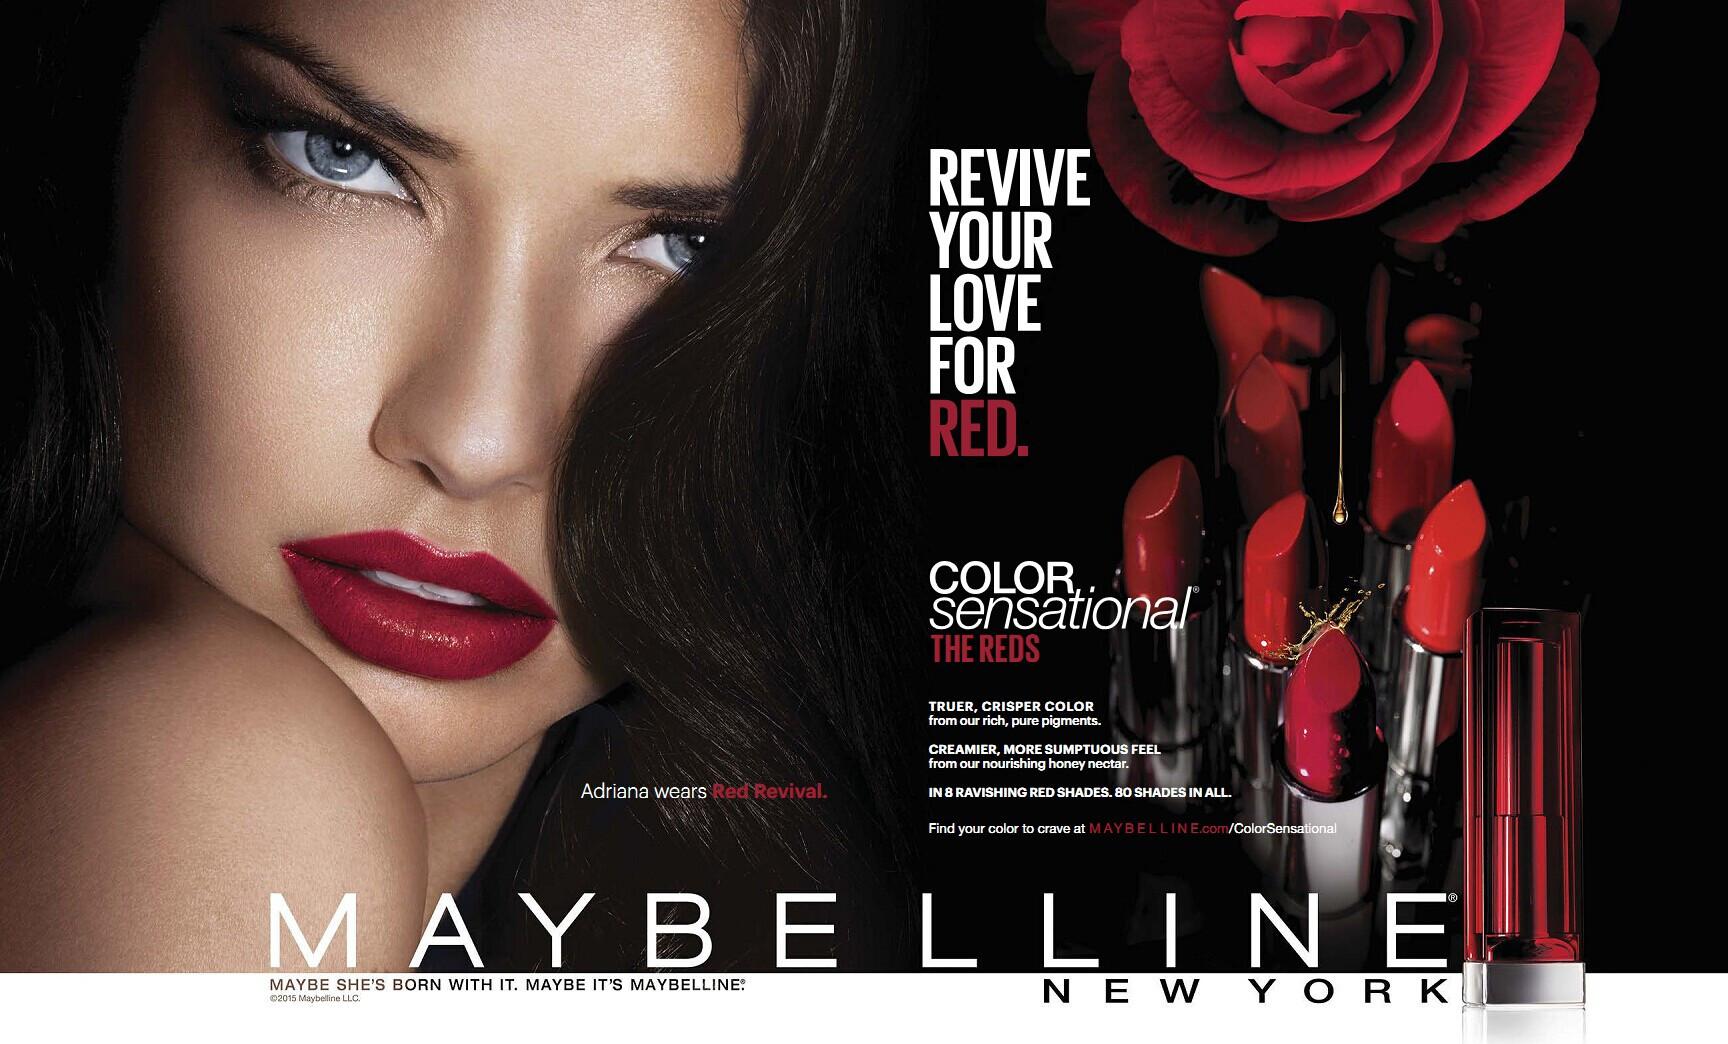 REVIVE
YOUR
LOVE
FOR
RED.
COLOR
sensational®
THE REDS
TRUER, CRISPER COLOR
from our rich, pure pigments.
CREAMIER, MORE SUMPTUOUS FEEL
from our nourishing honey nectar.
IN 8 RAVISHING RED SHADES. 80 SHADES IN ALL.
Adriana wears Red Revival.
Find your color to crave at MAYBELLINE.com/ColorSensational
MAYBELLINE®
NEW YORK
MAYBE SHE'S BORN WITH IT. MAYBE IT'S MAYBELLINE.®
©2015 Maybelline LLC.